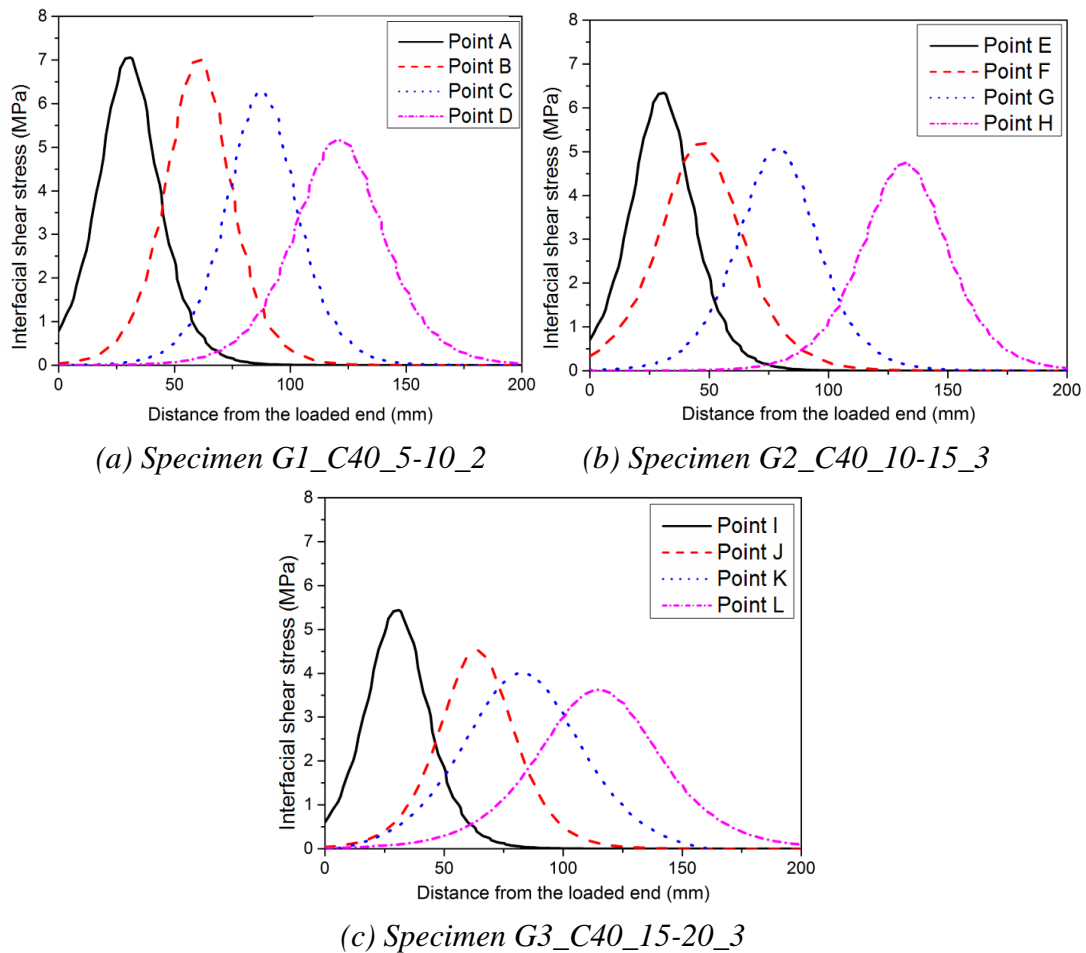 8
7
6
5
4
3
2
1
0
Interfacial shear stress (MPa)
Point A
Point B
Point C
Point D
0 50 100 150 200
Distance from the loaded end (mm)
(a) Specimen G1_C40_5-10_2
8
7
6
5
4
3
2
1
0
Interfacial shear stress (MPa)
Point E
Point F
Point G
Point H
0 50 100 150 200
Distance from the loaded end (mm)
(b) Specimen G2_C40_10-15_3
8
7
6
5
4
3
2
1
0
Interfacial shear stress (MPa)
Point I
Point J
Point K
Point L
0 50 100 150 200
Distance from the loaded end (mm)
(c) Specimen G3_C40_15-20_3